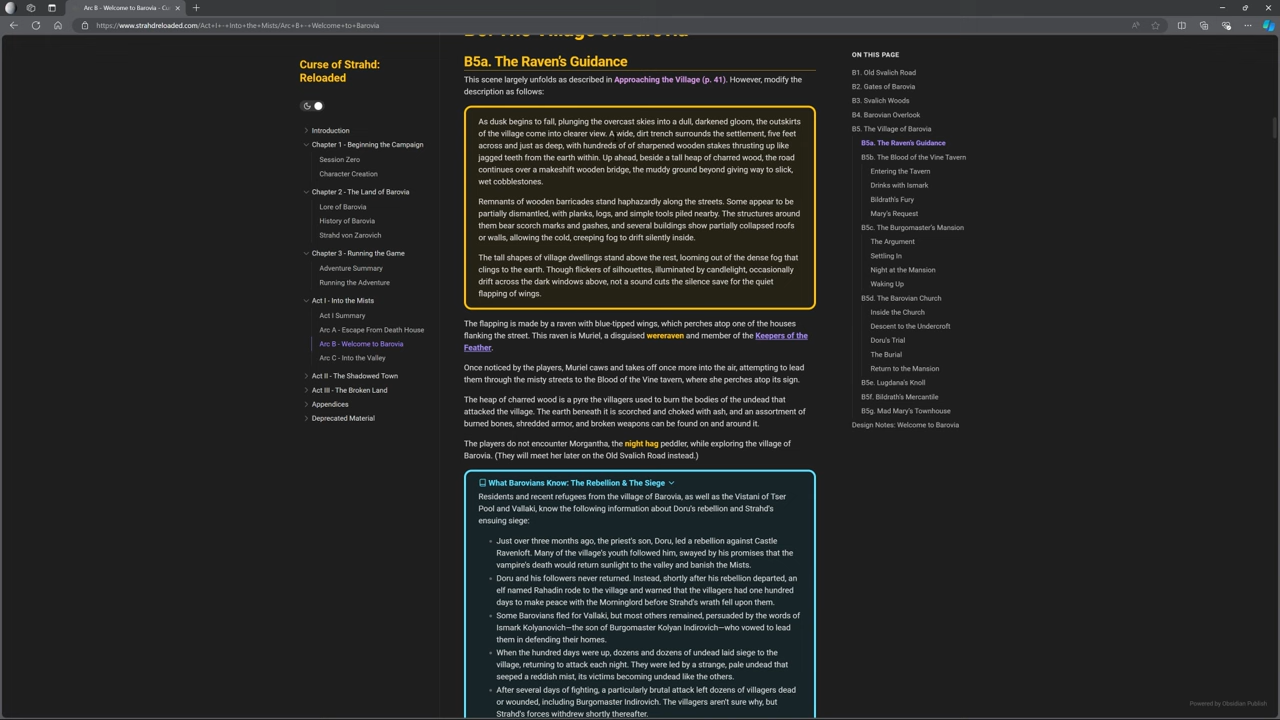 Arc B - Welcome to Barovia - Cu
https://www.strahdreloaded.com/Act+I+-+Into+the+Mists/Arc+B+-+Welcome+to+Barovia
Curse of Strahd:
Reloaded
Introduction
Chapter 1 - Beginning the Campaign
Session Zero
Character Creation
Chapter 2 - The Land of Barovia
Lore of Barovia
History of Barovia
Strahd von Zarovich
Chapter 3 - Running the Game
Adventure Summary
Running the Adventure
Act I - Into the Mists
Act I Summary
Arc A - Escape From Death House
Arc B - Welcome to Barovia
Arc C - Into the Valley
Act II - The Shadowed Town
Act III - The Broken Land
Appendices
Deprecated Material
B5. The Village of Barovia
B5a. The Raven's Guidance
This scene largely unfolds as described in Approaching the Village (p. 41). However, modify the
description as follows:
As dusk begins to fall, plunging the overcast skies into a dull, darkened gloom, the outskirts
of the village come into clearer view. A wide, dirt trench surrounds the settlement, five feet
across and just as deep, with hundreds of of sharpened wooden stakes thrusting up like
jagged teeth from the earth within. Up ahead, beside a tall heap of charred wood, the road
continues over a makeshift wooden bridge, the muddy ground beyond giving way to slick,
wet cobblestones.
Remnants of wooden barricades stand haphazardly along the streets. Some appear to be
partially dismantled, with planks, logs, and simple tools piled nearby. The structures around
them bear scorch marks and gashes, and several buildings show partially collapsed roofs
or walls, allowing the cold, creeping fog to drift silently inside.
The tall shapes of village dwellings stand above the rest, looming out of the dense fog that
clings to the earth. Though flickers of silhouettes, illuminated by candlelight, occasionally
drift across the dark windows above, not a sound cuts the silence save for the quiet
flapping of wings.
The flapping is made by a raven with blue-tipped wings, which perches atop one of the houses
flanking the street. This raven is Muriel, a disguised wereraven and member of the Keepers of the
Feather.
Once noticed by the players, Muriel caws and takes off once more into the air, attempting to lead
them through the misty streets to the Blood of the Vine tavern, where she perches atop its sign.
The heap of charred wood is a pyre the villagers used to burn the bodies of the undead that
attacked the village. The earth beneath it is scorched and choked with ash, and an assortment of
burned bones, shredded armor, and broken weapons can be found on and around it.
The players do not encounter Morgantha, the night hag peddler, while exploring the village of
Barovia. (They will meet her later on the Old Svalich Road instead.)
What Barovians Know: The Rebellion & The Siege
Residents and recent refugees from the village of Barovia, as well as the Vistani of Tser
Pool and Vallaki, know the following information about Doru's rebellion and Strahd's
ensuing siege:
Just over three months ago, the priest's son, Doru, led a rebellion against Castle
Ravenloft. Many of the village's youth followed him, swayed by his promises that the
vampire's death would return sunlight to the valley and banish the Mists.
Doru and his followers never returned. Instead, shortly after his rebellion departed, an
elf named Rahadin rode to the village and warned that the villagers had one hundred
days to make peace with the Morninglord before Strahd's wrath fell upon them.
Some Barovians fled for Vallaki, but most others remained, persuaded by the words of
Ismark Kolyanovich—the son of Burgomaster Kolyan Indirovich—who vowed to lead
them in defending their homes.
When the hundred days were up, dozens and dozens of undead laid siege to the
village, returning to attack each night. They were led by a strange, pale undead that
seeped a reddish mist, its victims becoming undead like the others.
After several days of fighting, a particularly brutal attack left dozens of villagers dead
or wounded, including Burgomaster Indirovich. The villagers aren't sure why, but
Strahd's forces withdrew shortly thereafter.
ON THIS PAGE
B1. Old Svalich Road
B2. Gates of Barovia
B3. Svalich Woods
B4. Barovian Overlook
B5. The Village of Barovia
B5a. The Raven's Guidance
B5b. The Blood of the Vine Tavern
Entering the Tavern
Drinks with Ismark
Bildrath's Fury
Mary's Request
B5c. The Burgomaster's Mansion
The Argument
Settling In
Night at the Mansion
Waking Up
B5d. The Barovian Church
Inside the Church
Descent to the Undercroft
Doru's Trial
The Burial
Return to the Mansion
B5e. Lugdana's Knoll
B5f. Bildrath's Mercantile
B5g. Mad Mary's Townhouse
Design Notes: Welcome to Barovia
Powered by Obsidian Publish